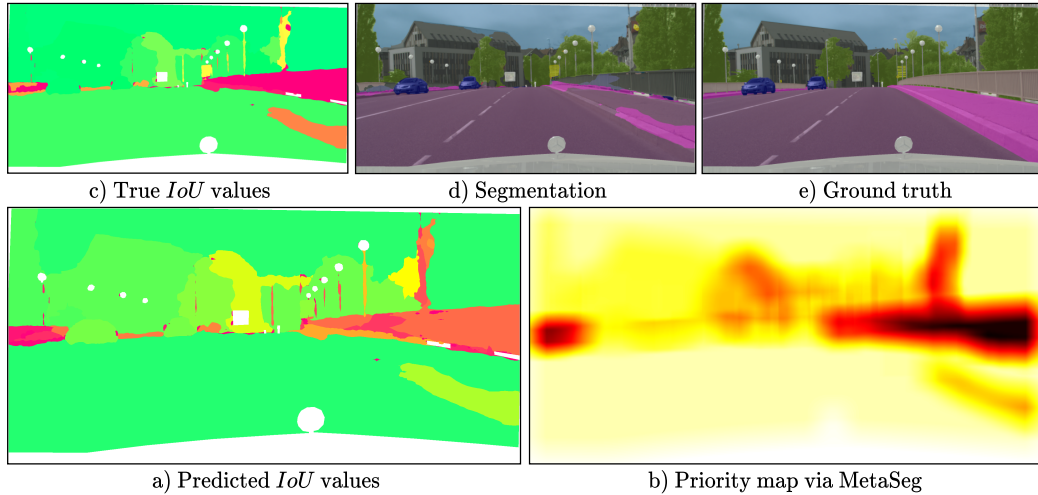 c) True IoU values
d) Segmentation
e) Ground truth
a) Predicted IoU values
b) Priority map via MetaSeg